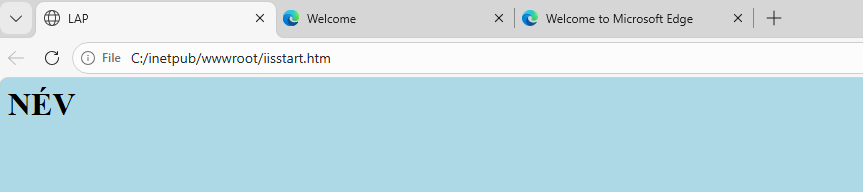 LAP
Welcome
Welcome to Microsoft Edge
File C:/inetpub/wwwroot/iisstart.htm
NÉV